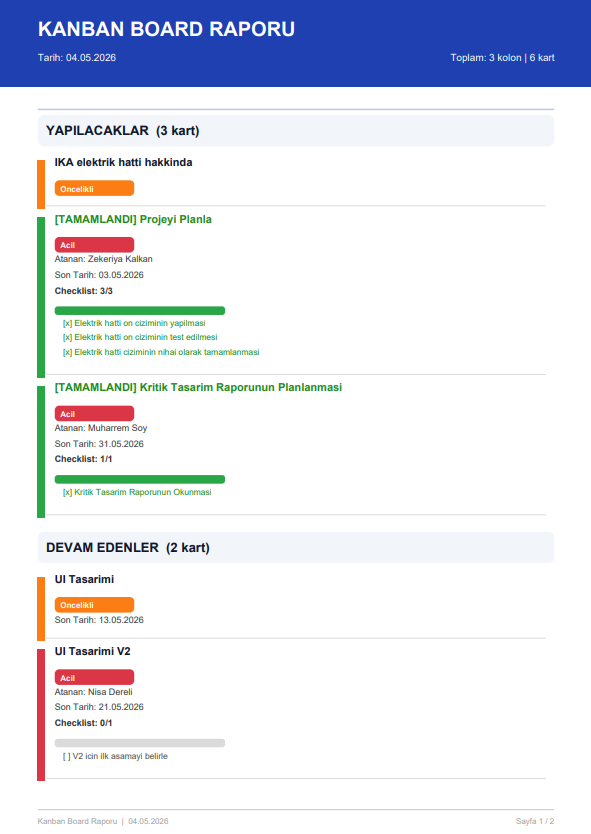 KANBAN BOARD RAPORU
Tarih: 04.05.2026
Toplam: 3 kolon | 6 kart
YAPILACAKLAR (3 kart)
IKA elektrik hatti hakkinda
Oncelikli
[TAMAMLANDI] Projeyi Planla
Acil
Atanan: Zekeriya Kalkan
Son Tarih: 03.05.2026
Checklist: 3/3
[x] Elektrik hatti on ciziminin yapilmasi
[x] Elektrik hatti on ciziminin test edilmesi
[x] Elektrik hatti ciziminin nihai olarak tamamlanmasi
[TAMAMLANDI] Kritik Tasarim Raporunun Planlanmasi
Acil
Atanan: Muharrem Soy
Son Tarih: 31.05.2026
Checklist: 1/1
[x] Kritik Tasarim Raporunun Okunmasi
DEVAM EDENLER (2 kart)
UI Tasarimi
Oncelikli
Son Tarih: 13.05.2026
UI Tasarimi V2
Acil
Atanan: Nisa Dereli
Son Tarih: 21.05.2026
Checklist: 0/1
[ ] V2 icin ilk asamayi belirle
Kanban Board Raporu | 04.05.2026
Sayfa 1 / 2